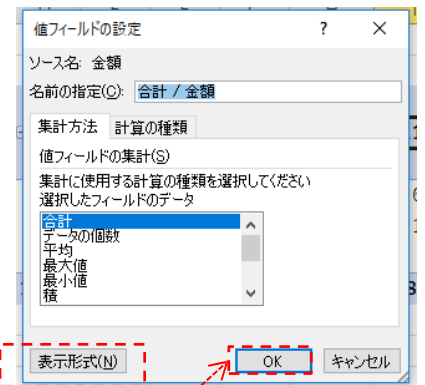 値フィールドの設定 ? ×
ソース名: 金額
名前の指定(C): 合計 / 金額
集計方法 計算の種類
値フィールドの集計(S)
集計に使用する計算の種類を選択してください
選択したフィールドのデータ
合計
データの個数
平均
最大値
最小値
積
表示形式(N) OK キャンセル